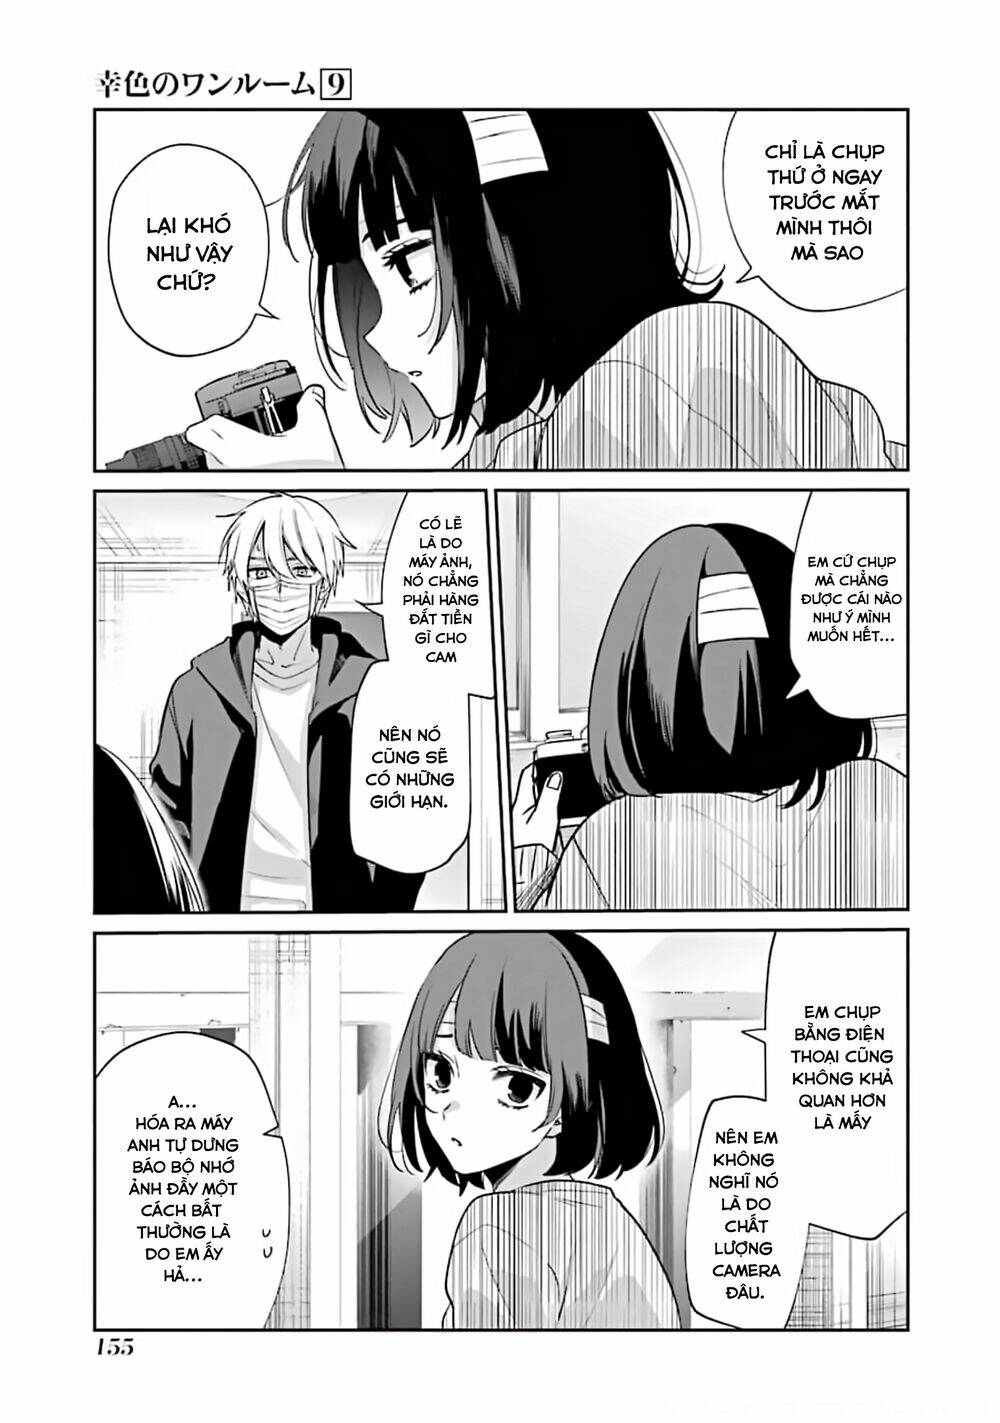 幸色のワンルーム 9
CHỈ LÀ CHỤP
THỨ Ở NGAY
TRƯỚC MẮT
MÌNH THÔI
MÀ SAO
LẠI KHÓ
NHƯ VẬY
CHỨ?
EM CỨ CHỤP
MÀ CHẲNG
ĐƯỢC CÁI NÀO
NHƯ Ý MÌNH
MUỐN HẾT...
CÓ LẼ
LÀ DO
MÁY ẢNH,
NÓ CHẲNG
PHẢI HÀNG
ĐẮT TIỀN
GÌ CHO
CAM
NÊN NÓ
CŨNG SẼ
CÓ NHỮNG
GIỚI HẠN.
EM CHỤP
BẰNG ĐIỆN
THOẠI CŨNG
KHÔNG KHẢ
QUAN HƠN
LÀ MẤY
NÊN EM
KHÔNG
NGHĨ NÓ
LÀ DO
CHẤT
LƯỢNG
CAMERA
ĐÂU.
A...
HÓA RA MÁY
ANH TỰ DƯNG
BÁO BỘ NHỚ
ẢNH ĐẦY MỘT
CÁCH BẤT
THƯỜNG LÀ
DO EM ẤY
HẢ...
155